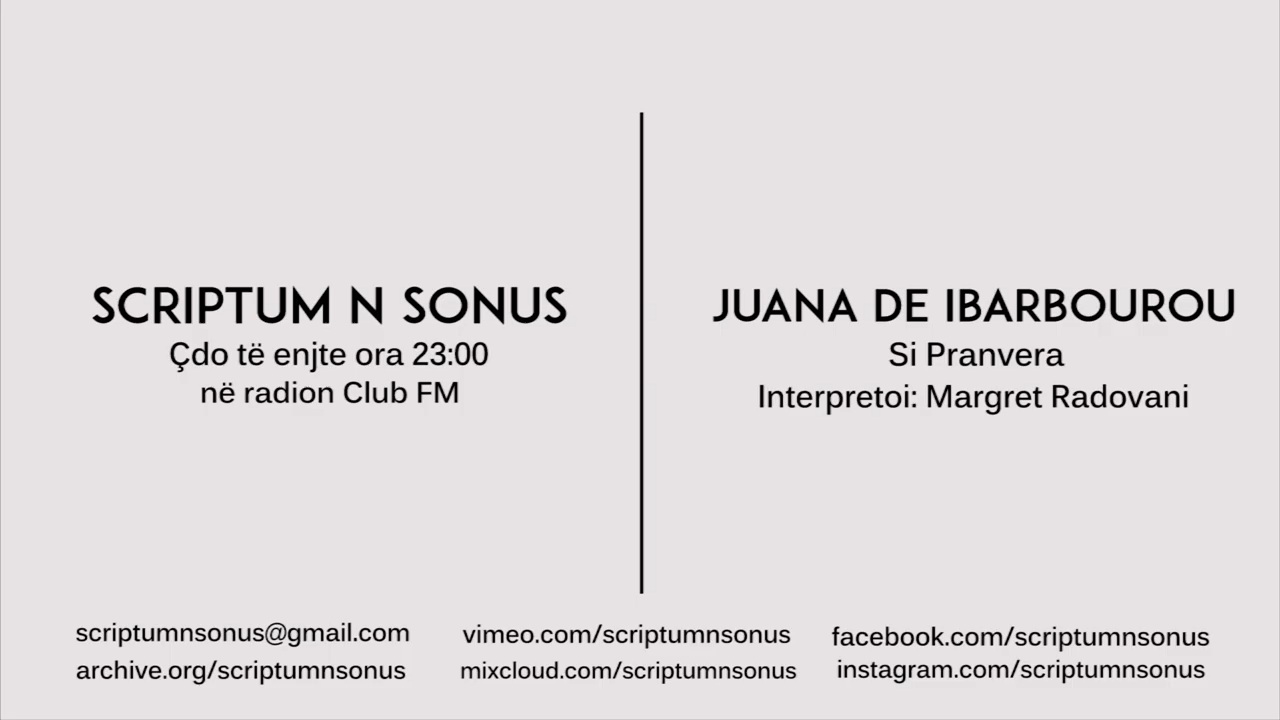 SCRIPTUM N SONUS
Çdo të enjte ora 23:00
në radion Club FM
JUANA DE IBARBOUROU
Si Pranvera
Interpretoi: Margret Radovani
scriptumnsonus@gmail.com
archive.org/scriptumnsonus
vimeo.com/scriptumnsonus
mixcloud.com/scriptumnsonus
facebook.com/scriptumnsonus
instagram.com/scriptumnsonus